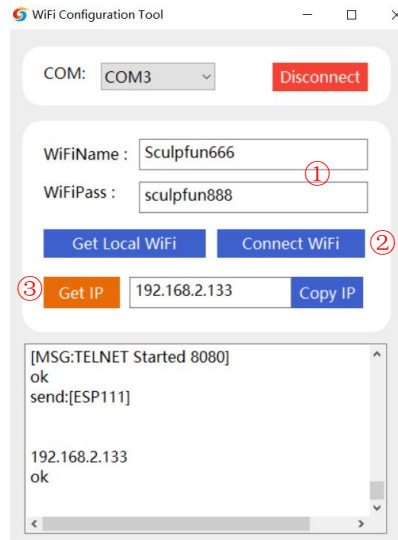 WiFi Configuration Tool
COM: COM3 Disconnect
WiFiName : Sculpfun666
①
WiFiPass : sculpfun888
Get Local WiFi Connect WiFi ②
③ Get IP 192.168.2.133 Copy IP
[MSG:TELNET Started 8080]
ok
send:[ESP111]
192.168.2.133
ok